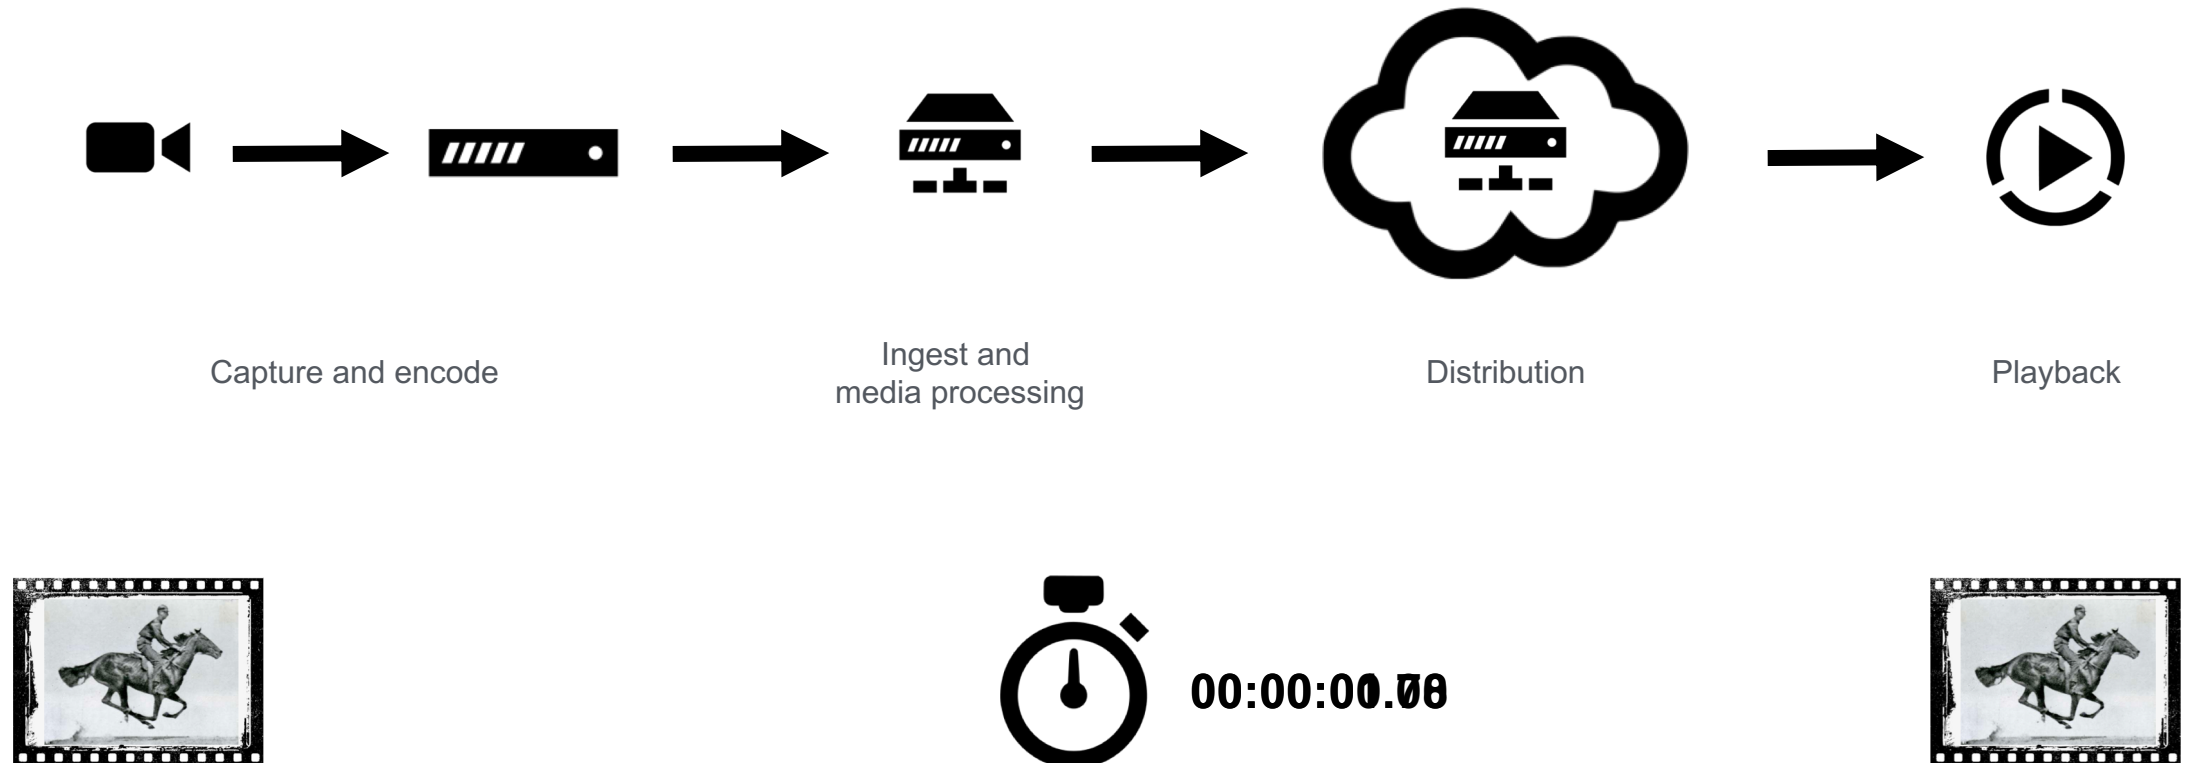 Capture and encode
Ingest and
media processing
Distribution
Playback